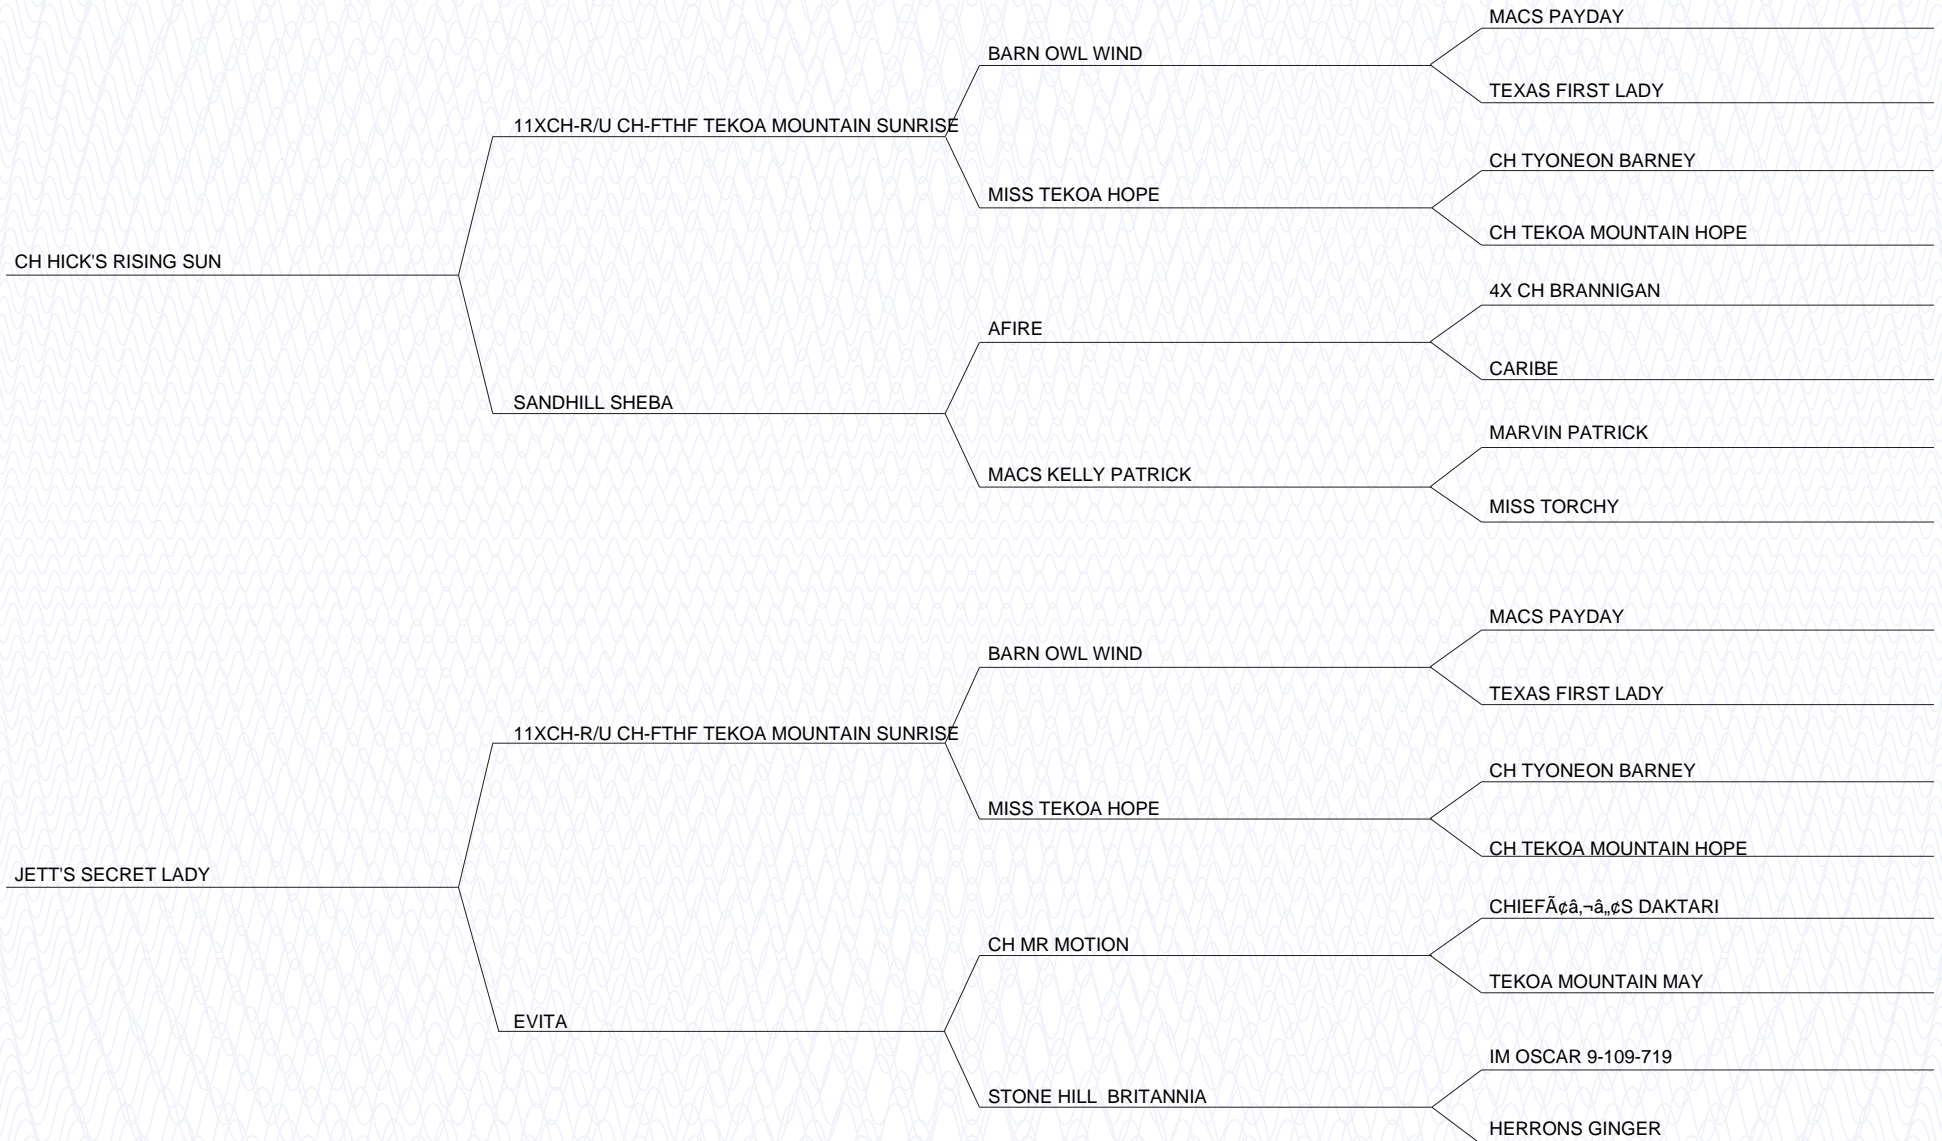 MACS PAYDAY
BARN OWL WIND
TEXAS FIRST LADY
11XCH-R/U CH-FTHF TEKOA MOUNTAIN SUNRISE
CH TYONEON BARNEY
MISS TEKOA HOPE
CH TEKOA MOUNTAIN HOPE
CH HICK'S RISING SUN
4X CH BRANNIGAN
AFIRE
CARIBE
SANDHILL SHEBA
MARVIN PATRICK
MACS KELLY PATRICK
MISS TORCHY
MACS PAYDAY
BARN OWL WIND
TEXAS FIRST LADY
11XCH-R/U CH-FTHF TEKOA MOUNTAIN SUNRISE
CH TYONEON BARNEY
MISS TEKOA HOPE
CH TEKOA MOUNTAIN HOPE
JETT'S SECRET LADY
CHIEFÃ¢â‚¬â„¢S DAKTARI
CH MR MOTION
TEKOA MOUNTAIN MAY
EVITA
IM OSCAR 9-109-719
STONE HILL  BRITANNIA
HERRONS GINGER